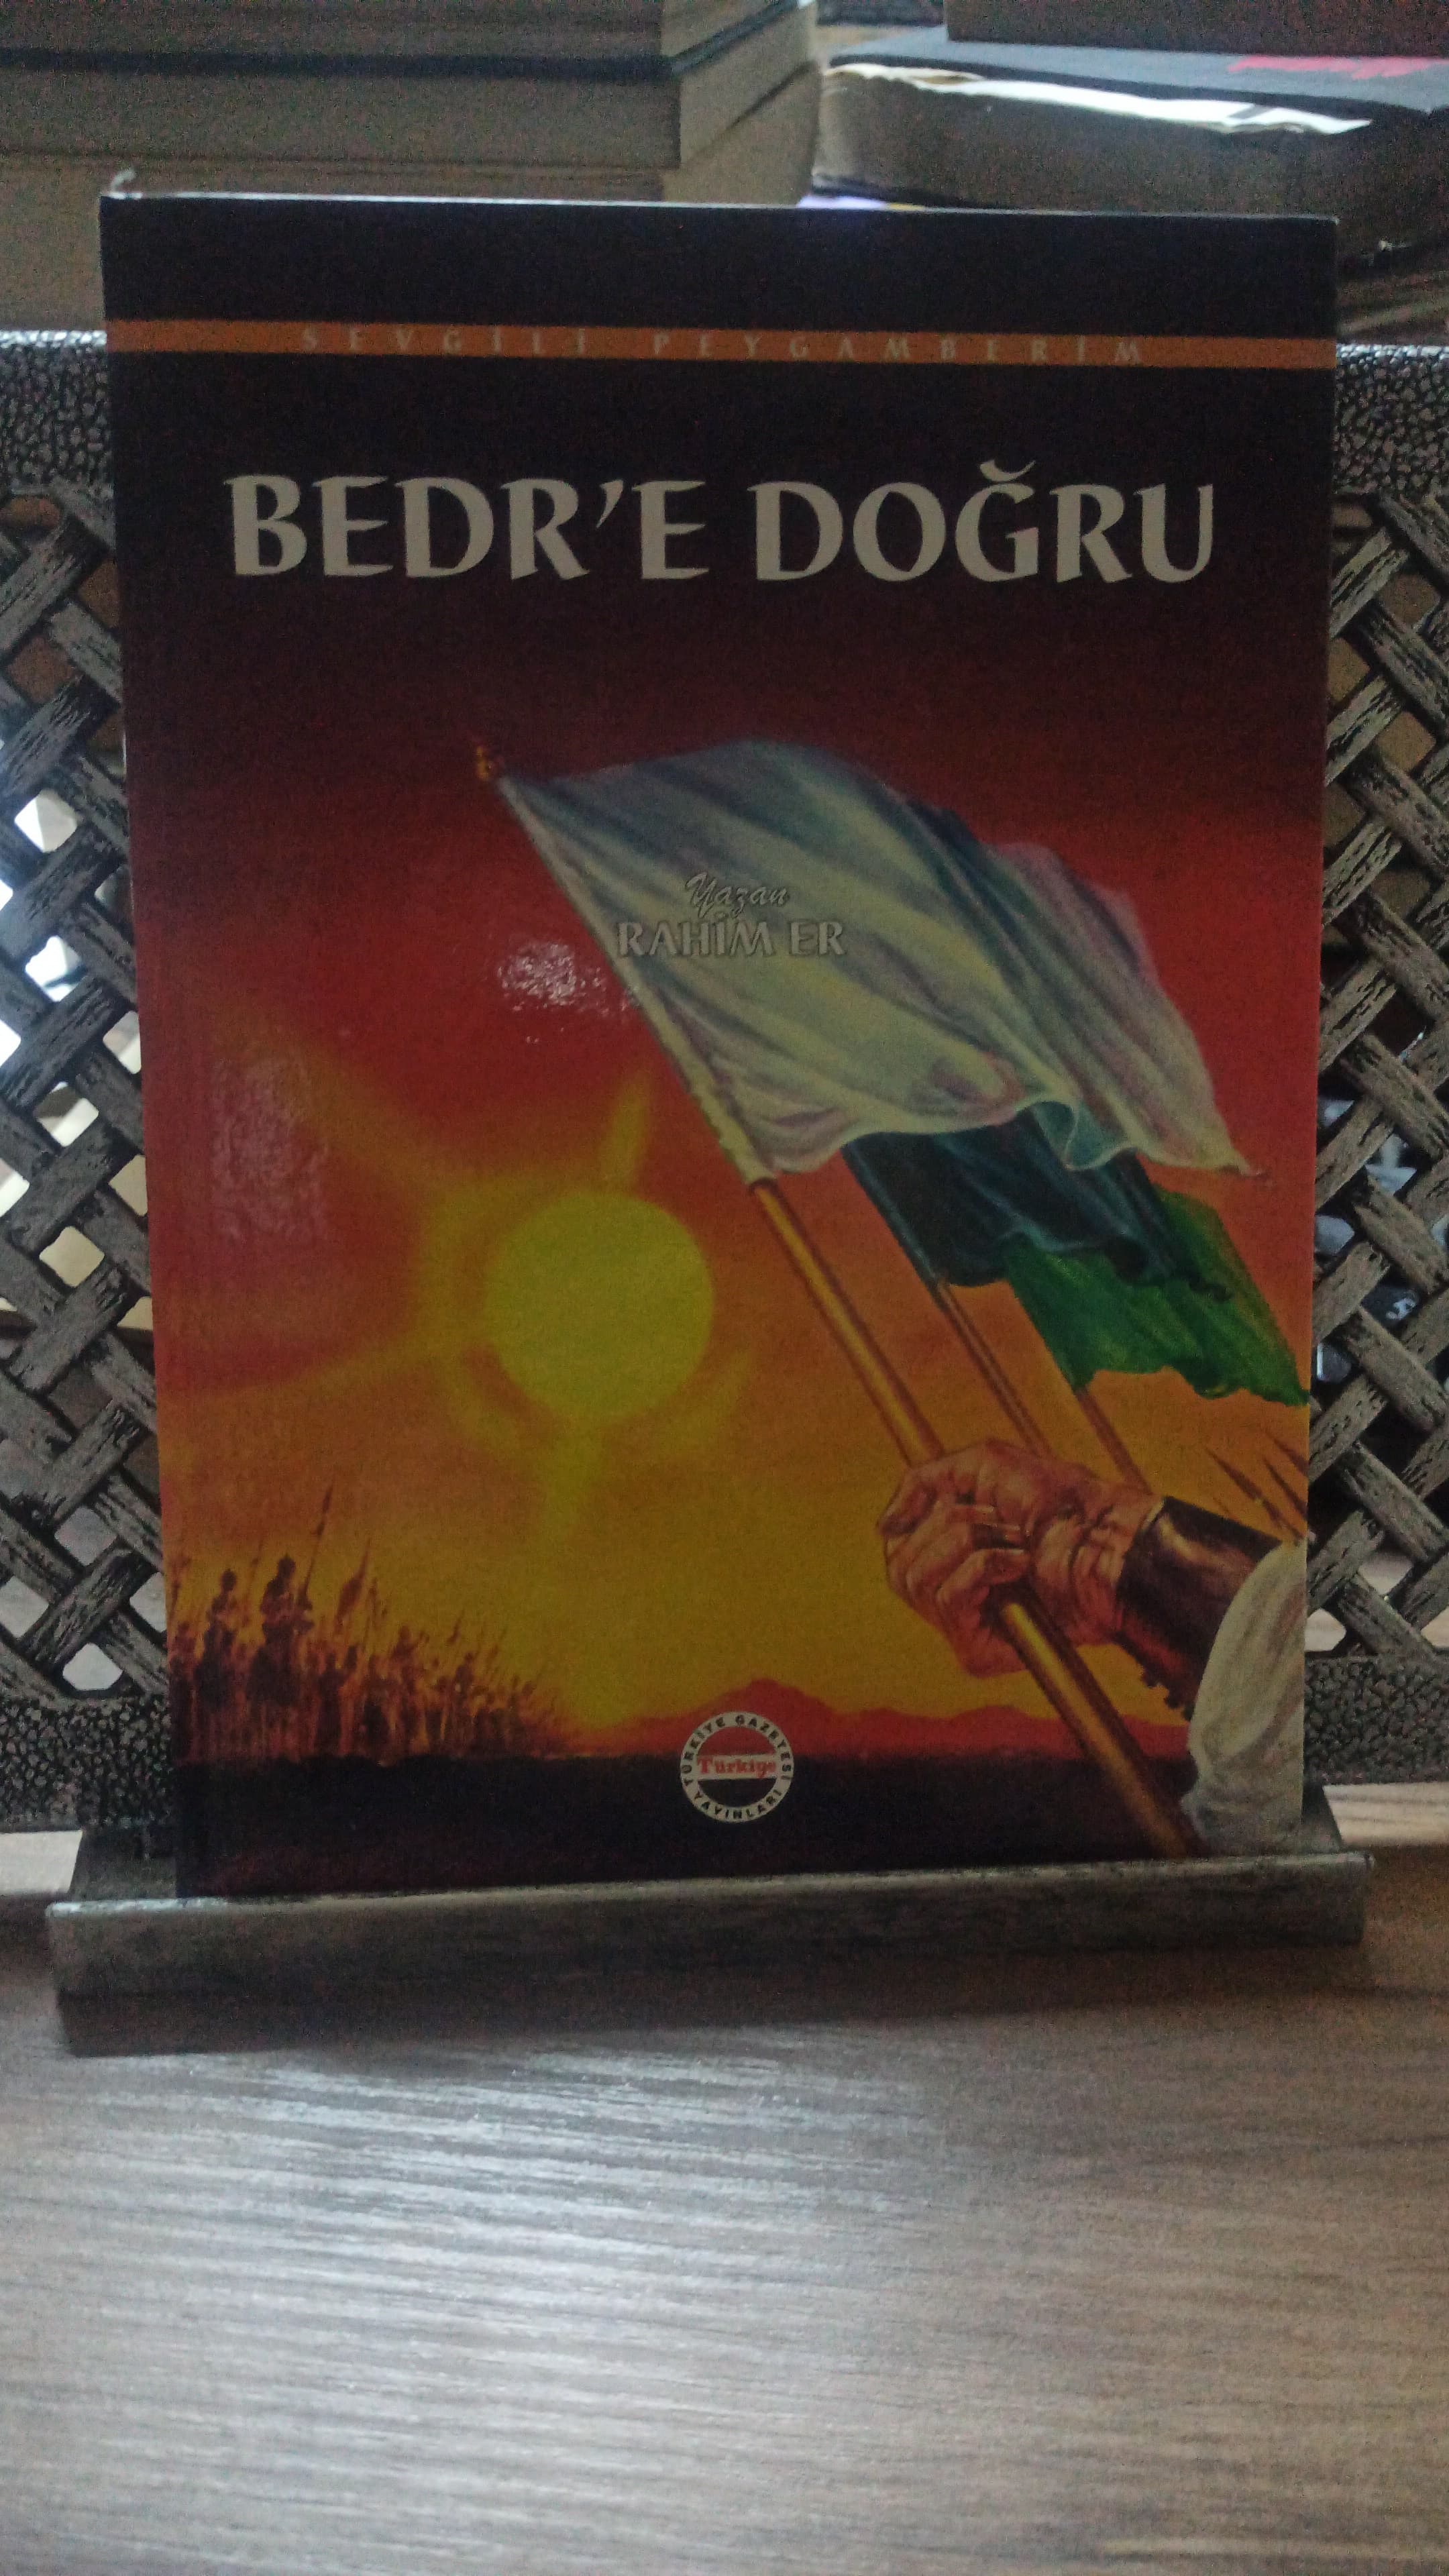 SEVGİLİ PEYGAMBERİM
BEDR'E DOĞRU
Yazan
RAHİM ER
TÜRKİYE GAZETESİ
Türkiye
YAYINLARI